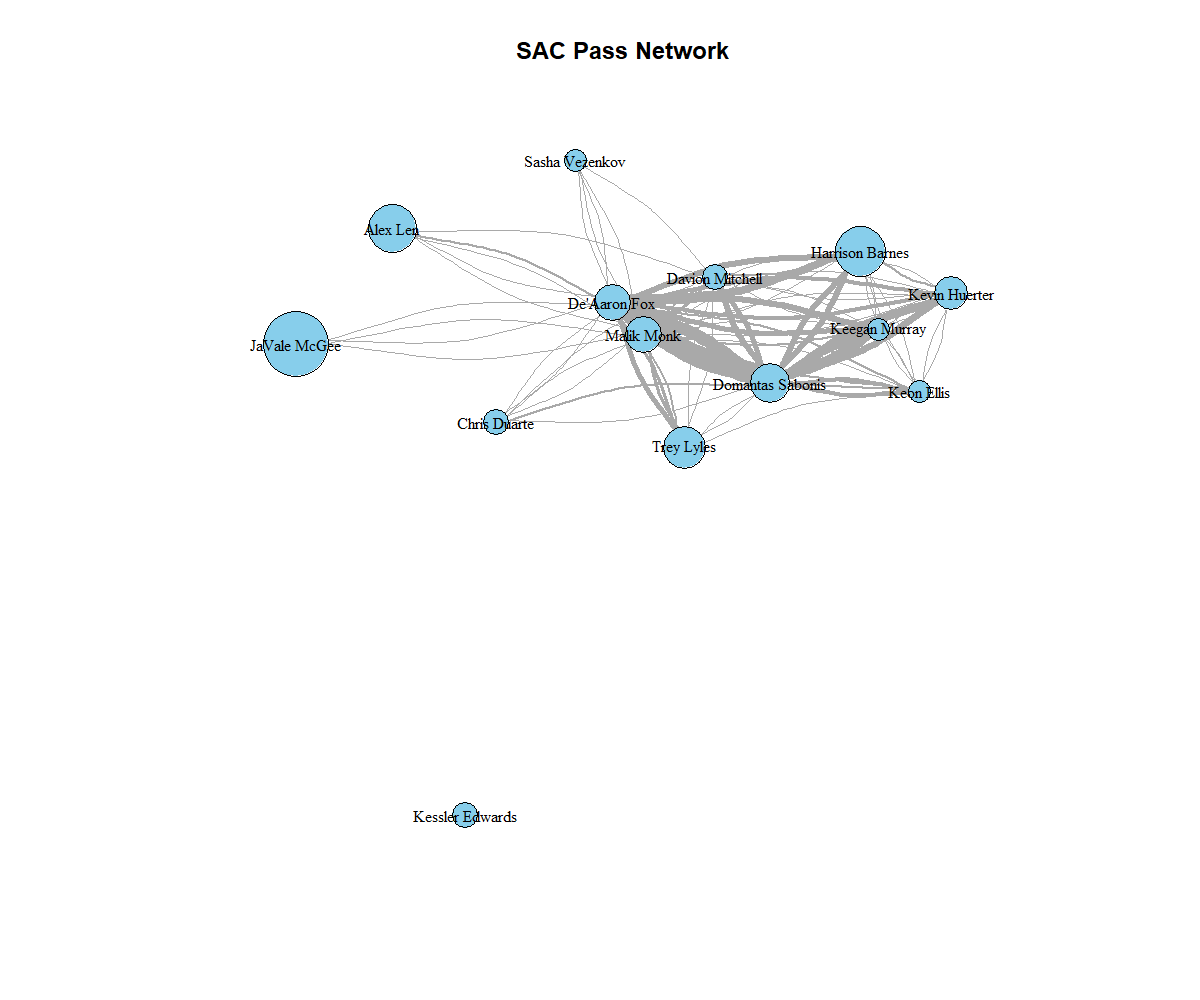 SAC Pass Network
Sasha Vezenkov
Alex Len
Harrison Barnes
Davion Mitchell
Kevin Huerter
De'Aaron Fox
Keegan Murray
Malik Monk
JaVale McGee
Domantas Sabonis
Keon Ellis
Chris Duarte
Trey Lyles
Kessler Edwards